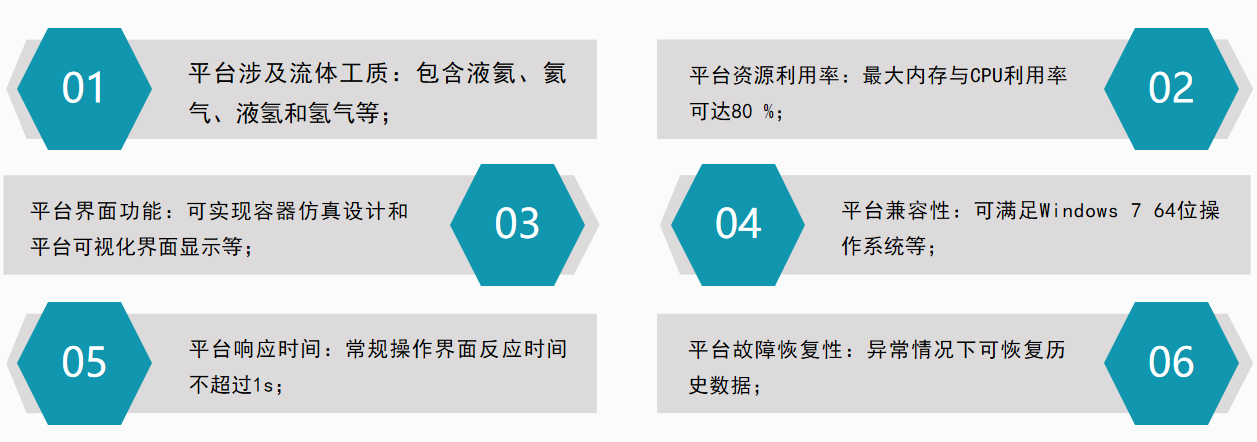 01
平台涉及流体工质：包含液氦、氦
气、液氢和氢气等；
平台资源利用率：最大内存与CPU利用率
可达80 %；
02
平台界面功能：可实现容器仿真设计和
平台可视化界面显示等；
03
04
平台兼容性：可满足Windows 7 64位操
作系统等；
05
平台响应时间：常规操作界面反应时间
不超过1s；
平台故障恢复性：异常情况下可恢复历
史数据；
06